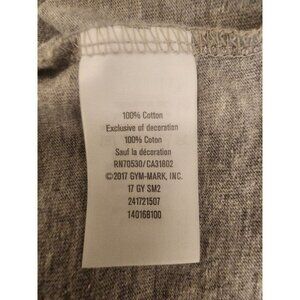 100% Cotton
Exclusive of decoration
100% Coton
Sauf la décoration
RN70530/CA31802
©2017 GYM-MARK, INC.
17 GY SM2
241721507
140168100